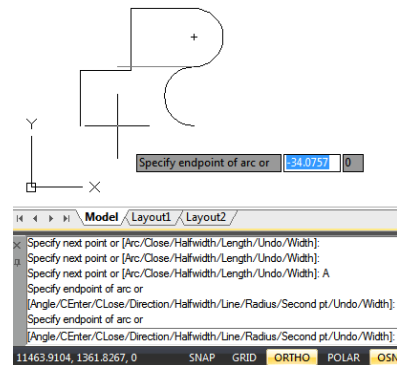 Y
Specify endpoint of arc or -34.0757 0
X
Model Layout1 Layout2
Specify next point or [Arc/Close/Halfwidth/Length/Undo/Width]:
Specify next point or [Arc/Close/Halfwidth/Length/Undo/Width]:
Specify next point or [Arc/Close/Halfwidth/Length/Undo/Width]: A
Specify endpoint of arc or
[Angle/CEnter/CLose/Direction/Halfwidth/Line/Radius/Second pt/Undo/Width]:
Specify endpoint of arc or
[Angle/CEnter/CLose/Direction/Halfwidth/Line/Radius/Second pt/Undo/Width]:
11463.9104, 1361.8267, 0 SNAP GRID ORTHO POLAR OSN